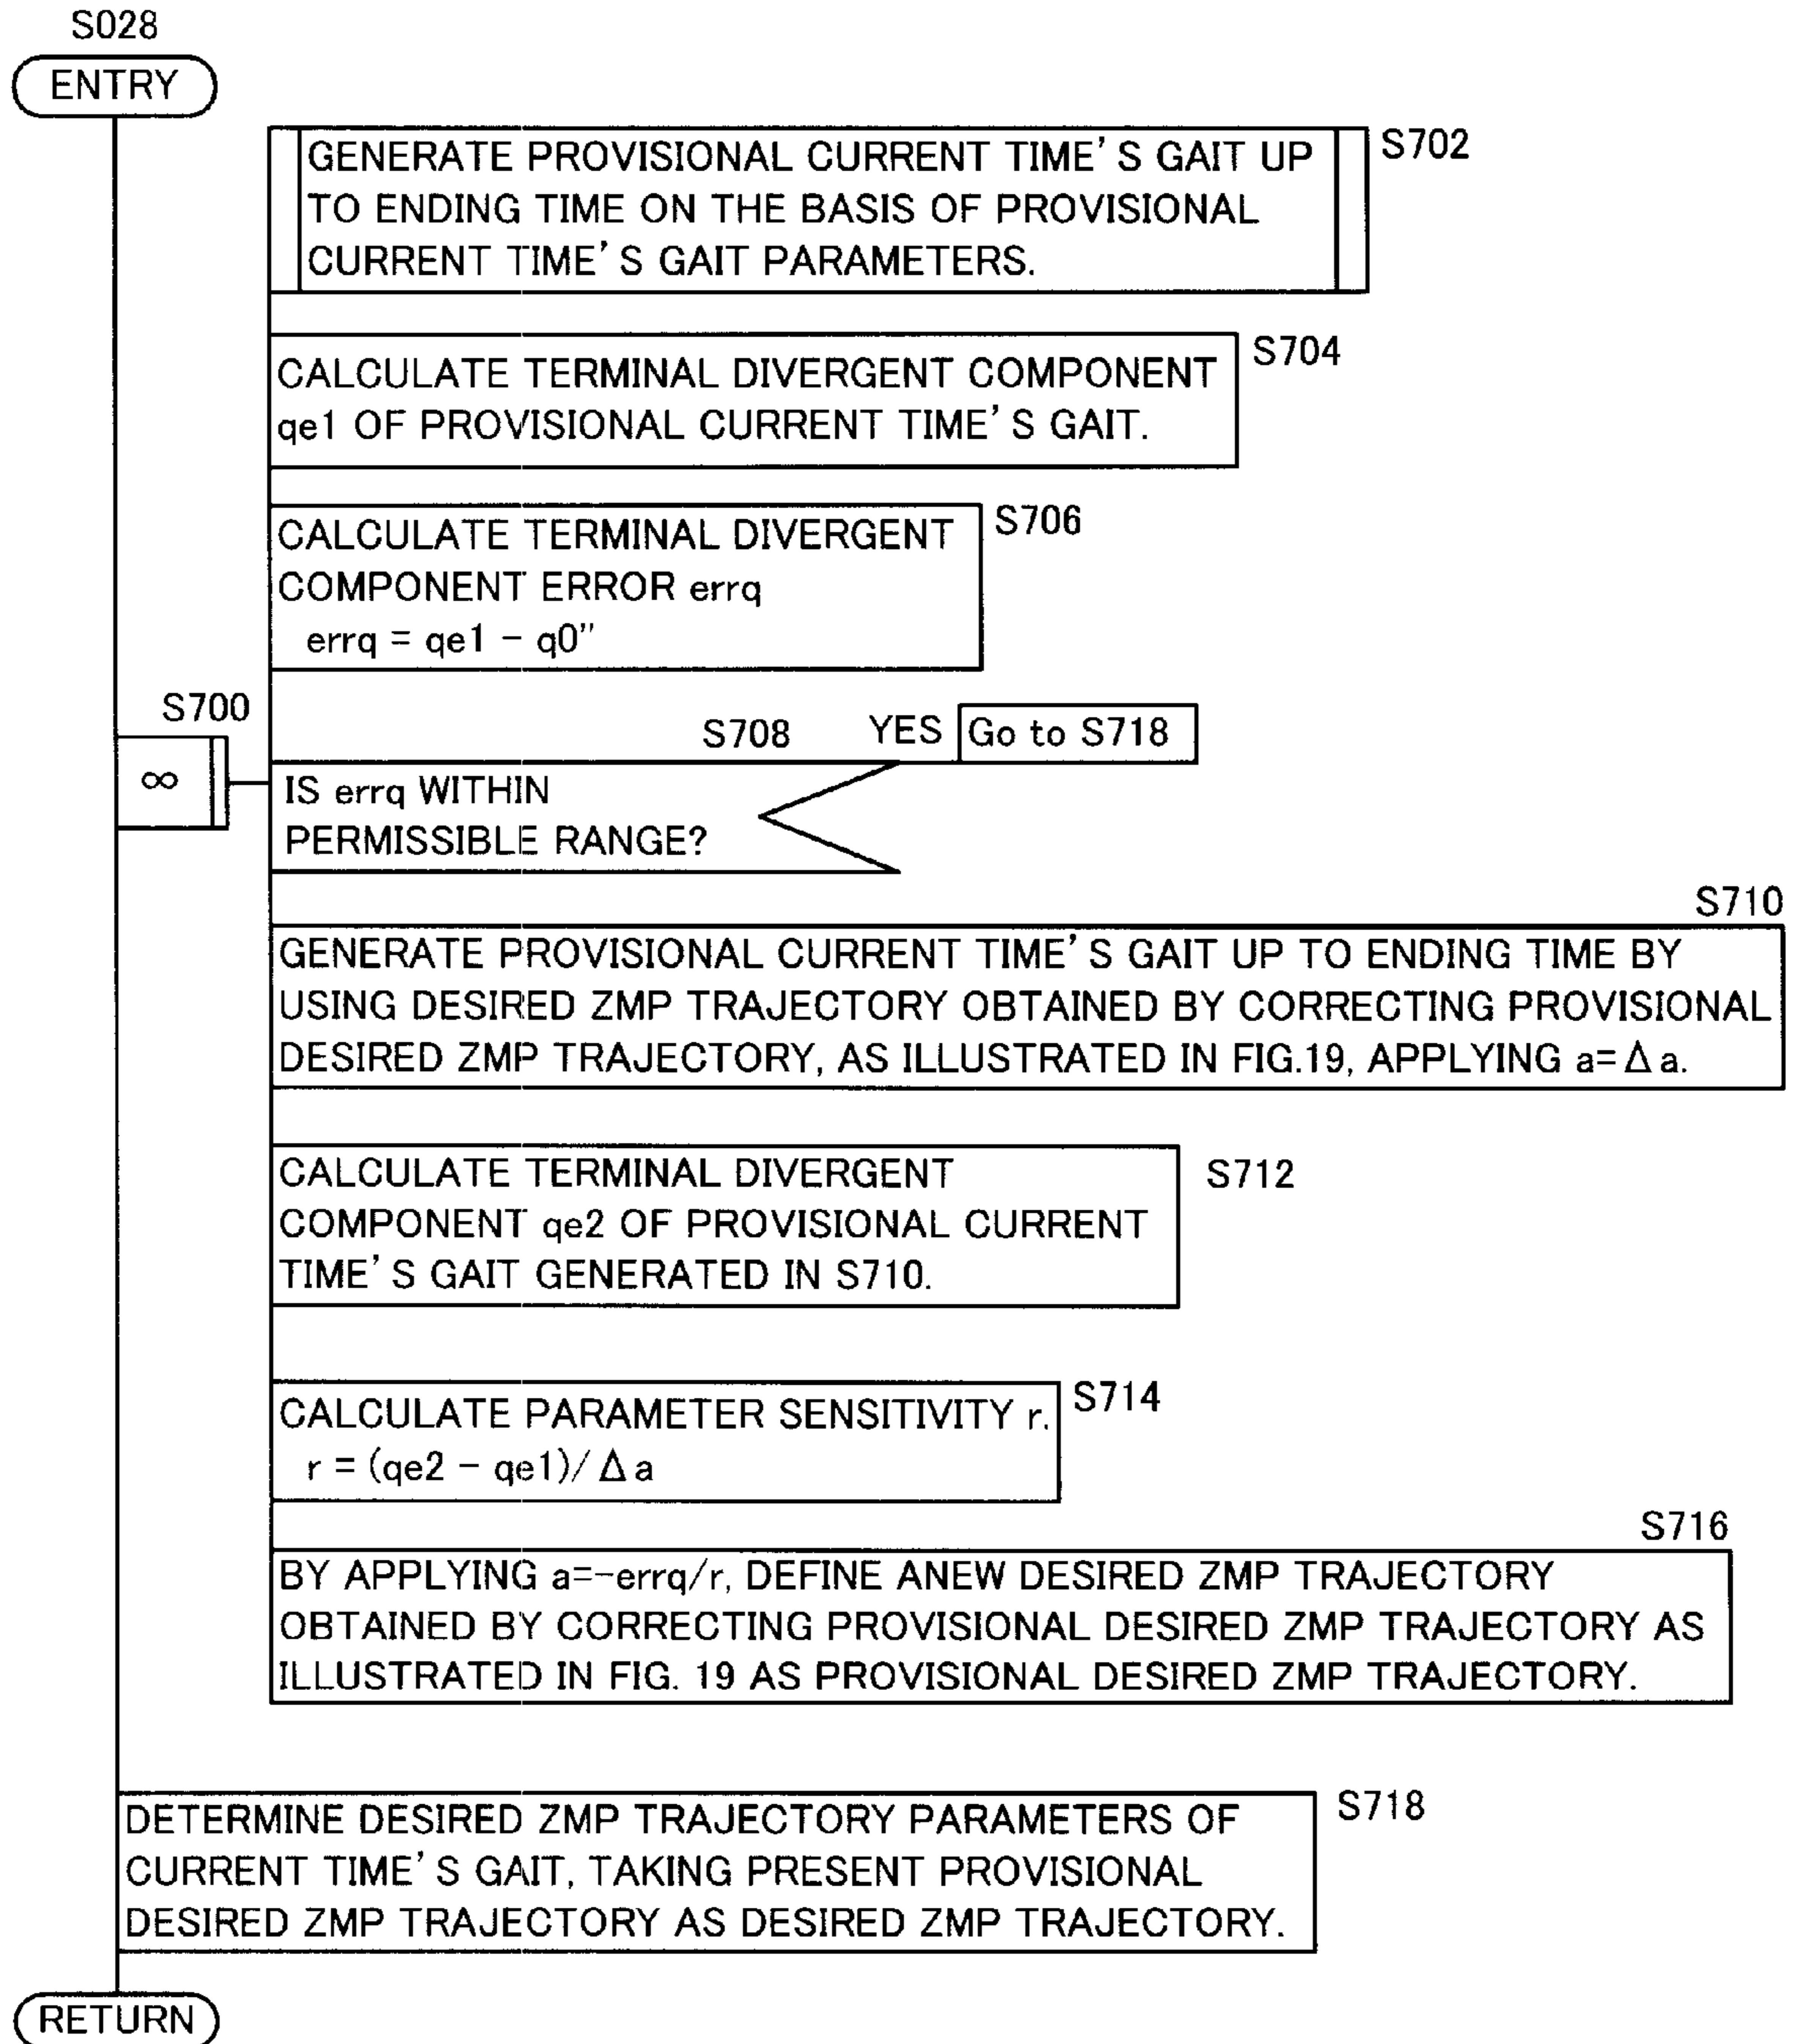 S028
ENTRY
GENERATE PROVISIONAL CURRENT TIME'S GAIT UP
TO ENDING TIME ON THE BASIS OF PROVISIONAL
CURRENT TIME'S GAIT PARAMETERS.
S702
CALCULATE TERMINAL DIVERGENT COMPONENT
qe1 OF PROVISIONAL CURRENT TIME'S GAIT.
S704
CALCULATE TERMINAL DIVERGENT
COMPONENT ERROR errq
errq = qe1 - q0"
S706
S700
∞
S708
YES
Go to S718
IS errq WITHIN
PERMISSIBLE RANGE?
S710
GENERATE PROVISIONAL CURRENT TIME'S GAIT UP TO ENDING TIME BY
USING DESIRED ZMP TRAJECTORY OBTAINED BY CORRECTING PROVISIONAL
DESIRED ZMP TRAJECTORY, AS ILLUSTRATED IN FIG.19, APPLYING a=Δa.
CALCULATE TERMINAL DIVERGENT
COMPONENT qe2 OF PROVISIONAL CURRENT
TIME'S GAIT GENERATED IN S710.
S712
CALCULATE PARAMETER SENSITIVITY r.
r = (qe2 - qe1)/Δa
S714
S716
BY APPLYING a=-errq/r, DEFINE ANEW DESIRED ZMP TRAJECTORY
OBTAINED BY CORRECTING PROVISIONAL DESIRED ZMP TRAJECTORY AS
ILLUSTRATED IN FIG. 19 AS PROVISIONAL DESIRED ZMP TRAJECTORY.
DETERMINE DESIRED ZMP TRAJECTORY PARAMETERS OF
CURRENT TIME'S GAIT, TAKING PRESENT PROVISIONAL
DESIRED ZMP TRAJECTORY AS DESIRED ZMP TRAJECTORY.
S718
RETURN